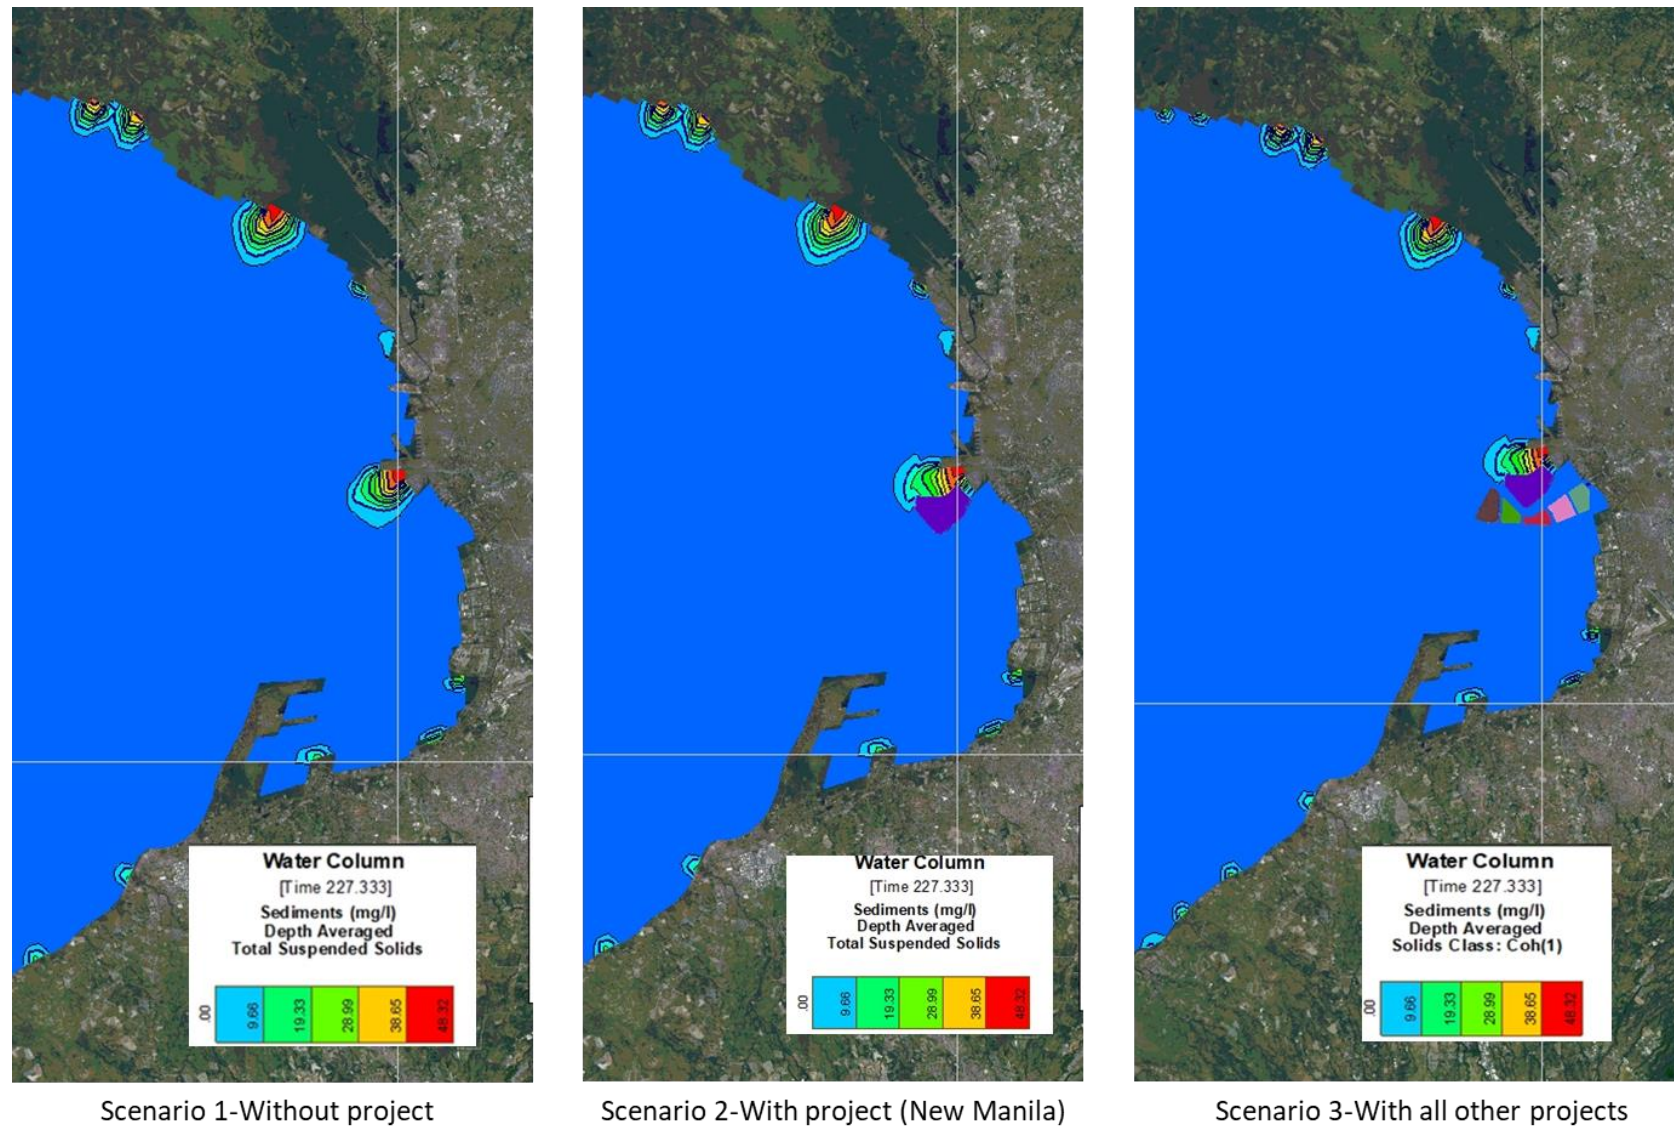 Water Column
[Time 227.333]
Sediments (mg/l)
Depth Averaged
Total Suspended Solids
.00 9.66 19.33 28.99 38.65 48.32
Scenario 1-Without project
Water Column
[Time 227.333]
Sediments (mg/l)
Depth Averaged
Total Suspended Solids
.00 9.66 19.33 28.99 38.65 48.32
Scenario 2-With project (New Manila)
Water Column
[Time 227.333]
Sediments (mg/l)
Depth Averaged
Solids Class: Coh(1)
.00 9.66 19.33 28.99 38.65 48.32
Scenario 3-With all other projects